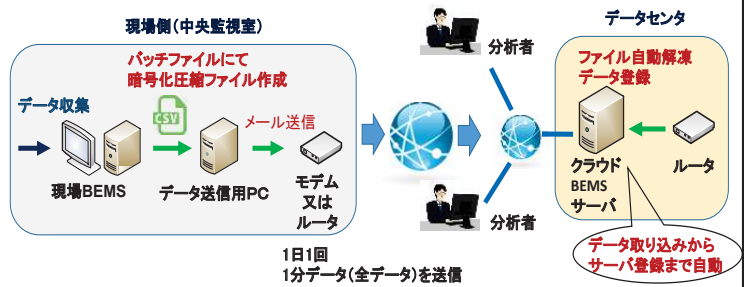 現場側(中央監視室)
バッチファイルにて
暗号化圧縮ファイル作成
データ収集
CSV
メール送信
現場BEMS
データ送信用PC
モデム
又は
ルータ
1日1回
1分データ(全データ)を送信
分析者
分析者
データセンタ
ファイル自動解凍
データ登録
クラウド
BEMS
サーバ
ルータ
データ取り込みから
サーバ登録まで自動